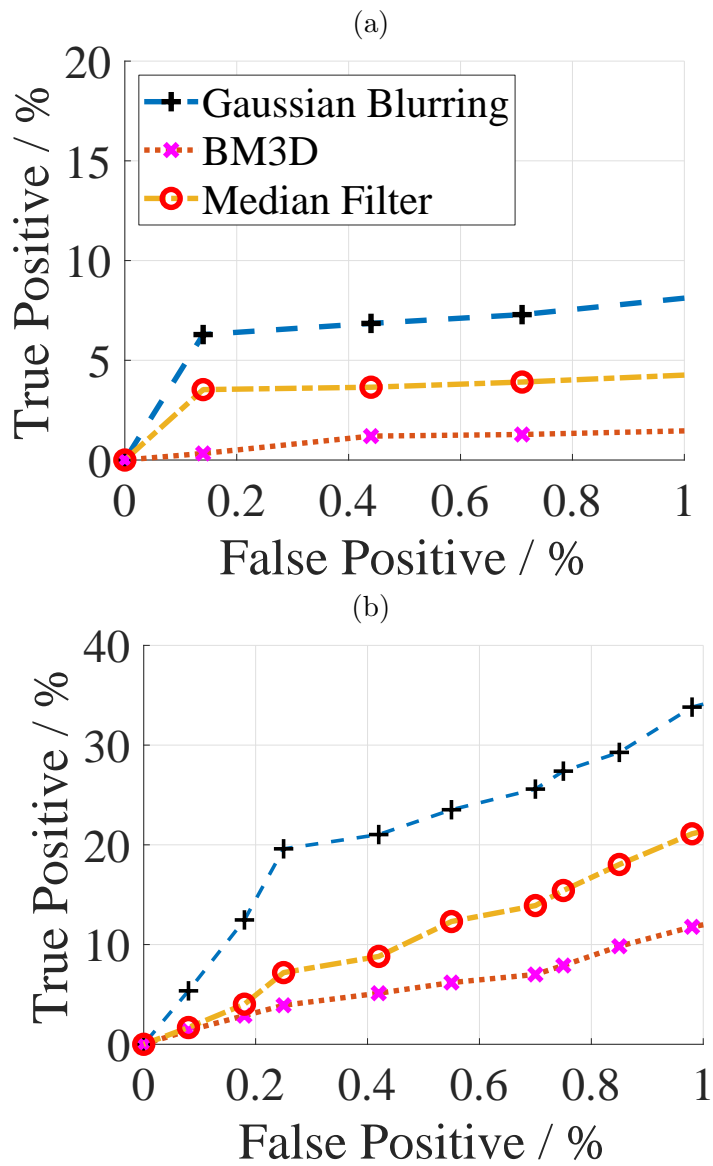 (a)
20
15
10
5
0
True Positive / %
Gaussian Blurring
BM3D
Median Filter
0 0.2 0.4 0.6 0.8 1
False Positive / %
(b)
40
30
20
10
0
True Positive / %
0 0.2 0.4 0.6 0.8 1
False Positive / %